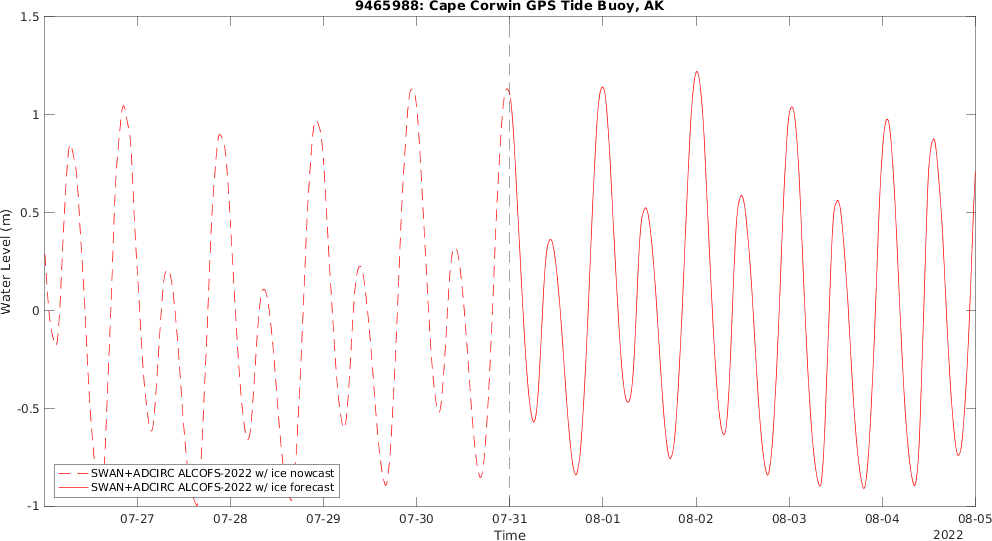 9465988: Cape Corwin GPS Tide Buoy, AK
1.5
1
0.5
0
-0.5
-1
Water Level (m)
SWAN+ADCIRC ALCOFS-2022 w/ ice nowcast
SWAN+ADCIRC ALCOFS-2022 w/ ice forecast
07-27 07-28 07-29 07-30 07-31 08-01 08-02 08-03 08-04 08-05
Time
2022